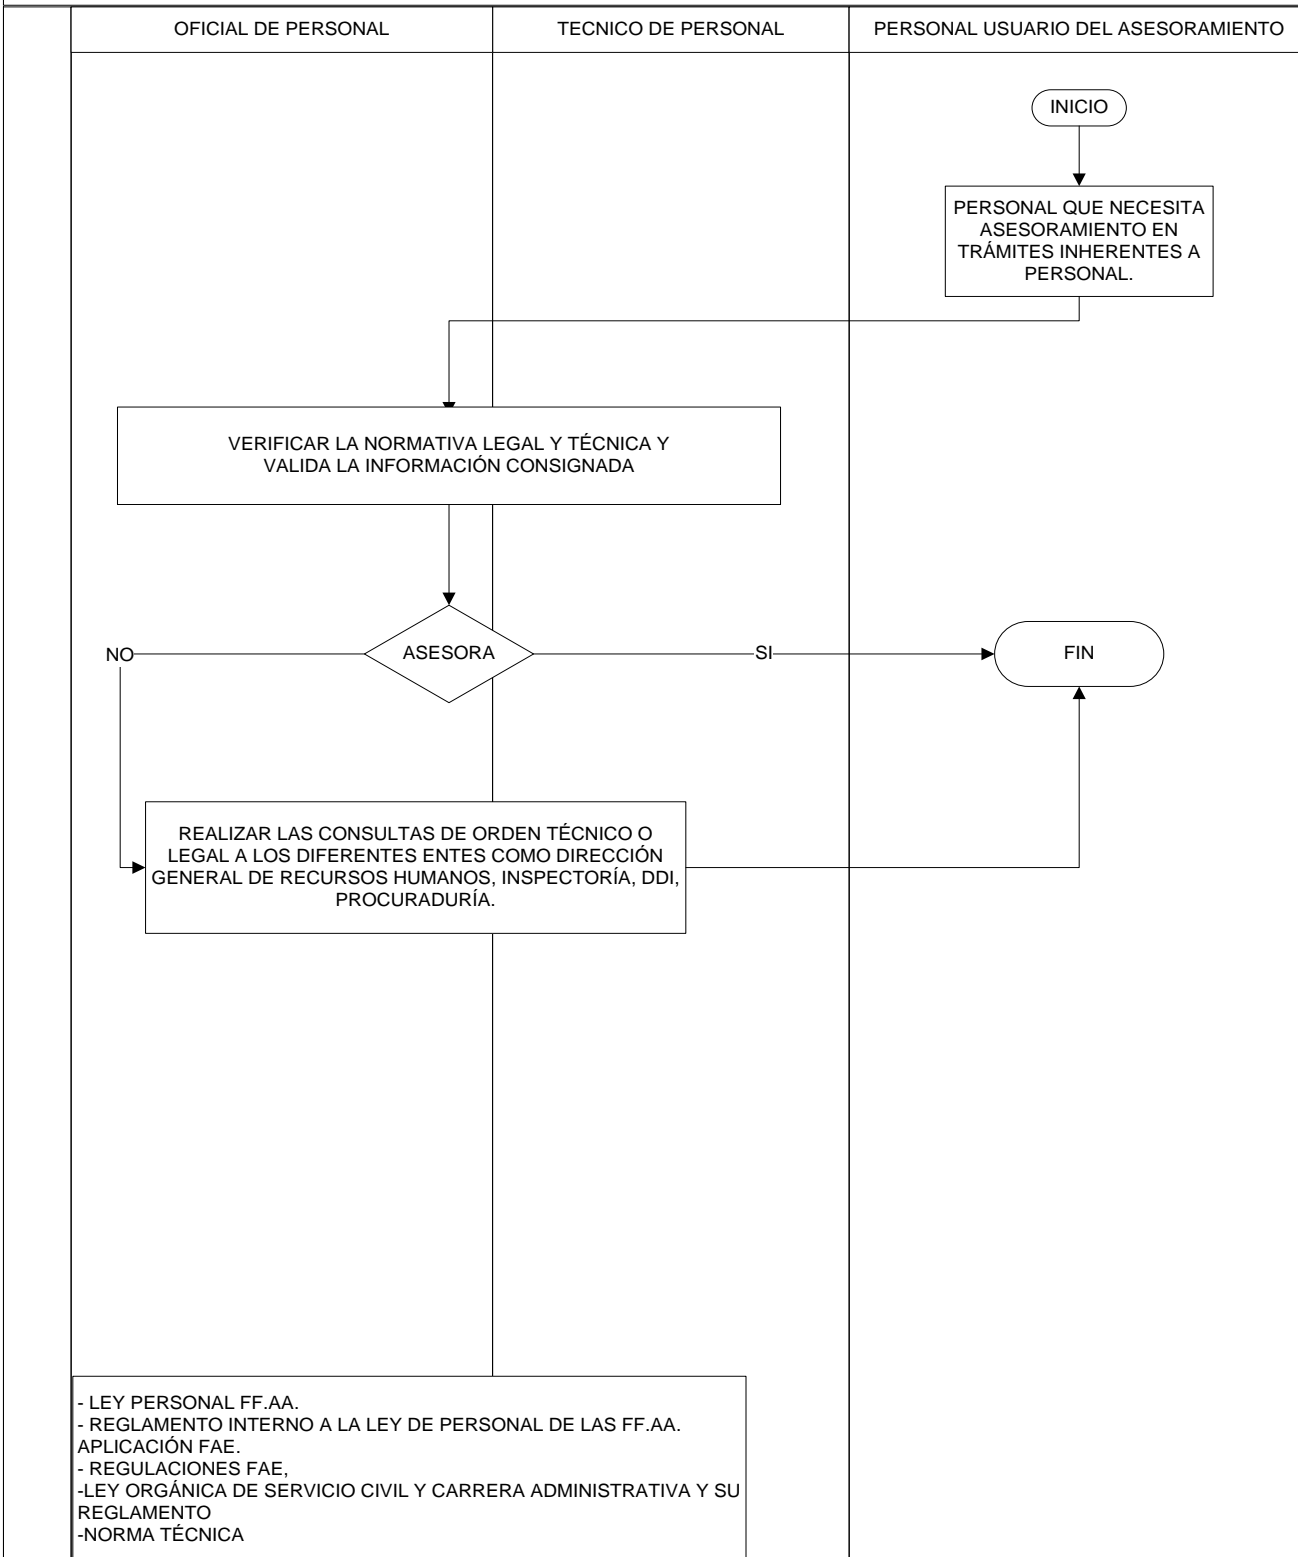 OFICIAL DE PERSONAL
TECNICO DE PERSONAL
PERSONAL USUARIO DEL ASESORAMIENTO
INICIO
PERSONAL QUE NECESITA
ASESORAMIENTO EN
TRÁMITES INHERENTES A
PERSONAL.
VERIFICAR LA NORMATIVA LEGAL Y TÉCNICA Y
VALIDA LA INFORMACIÓN CONSIGNADA
NO
ASESORA
SI
FIN
REALIZAR LAS CONSULTAS DE ORDEN TÉCNICO O
LEGAL A LOS DIFERENTES ENTES COMO DIRECCIÓN
GENERAL DE RECURSOS HUMANOS, INSPECTORÍA, DDI,
PROCURADURÍA.
- LEY PERSONAL FF.AA.
- REGLAMENTO INTERNO A LA LEY DE PERSONAL DE LAS FF.AA.
APLICACIÓN FAE.
- REGULACIONES FAE,
-LEY ORGÁNICA DE SERVICIO CIVIL Y CARRERA ADMINISTRATIVA Y SU
REGLAMENTO
-NORMA TÉCNICA